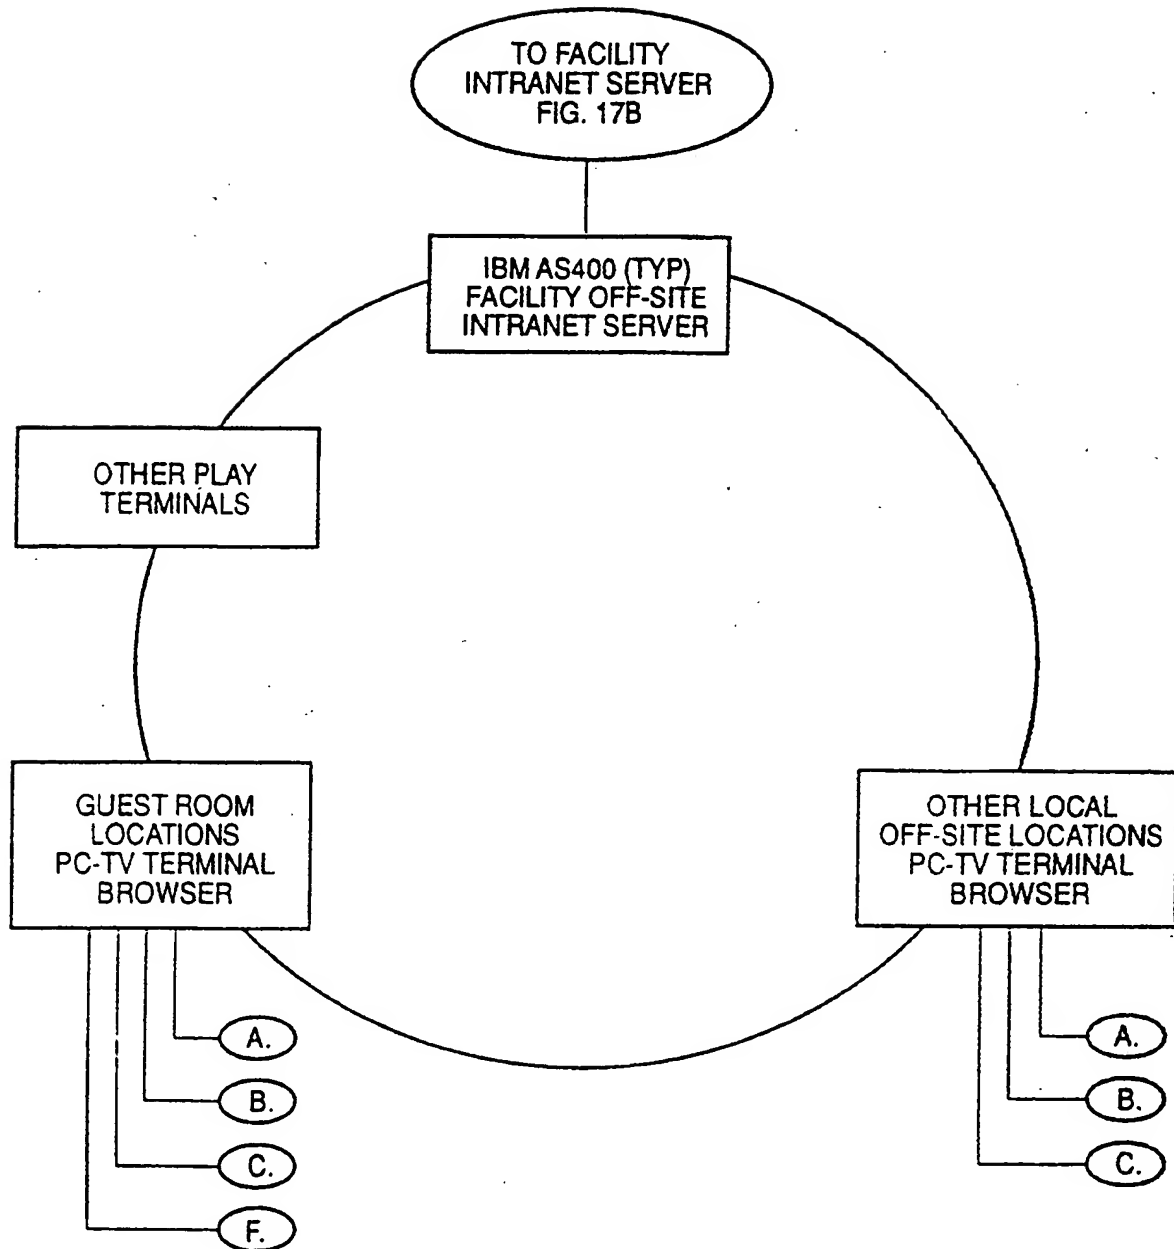 TO FACILITY
INTRANET SERVER
FIG. 17B
IBM AS400 (TYP)
FACILITY OFF-SITE
INTRANET SERVER
OTHER PLAY
TERMINALS
GUEST ROOM
LOCATIONS
PC-TV TERMINAL
BROWSER
OTHER LOCAL
OFF-SITE LOCATIONS
PC-TV TERMINAL
BROWSER
A.
B.
C.
F.
A.
B.
C.